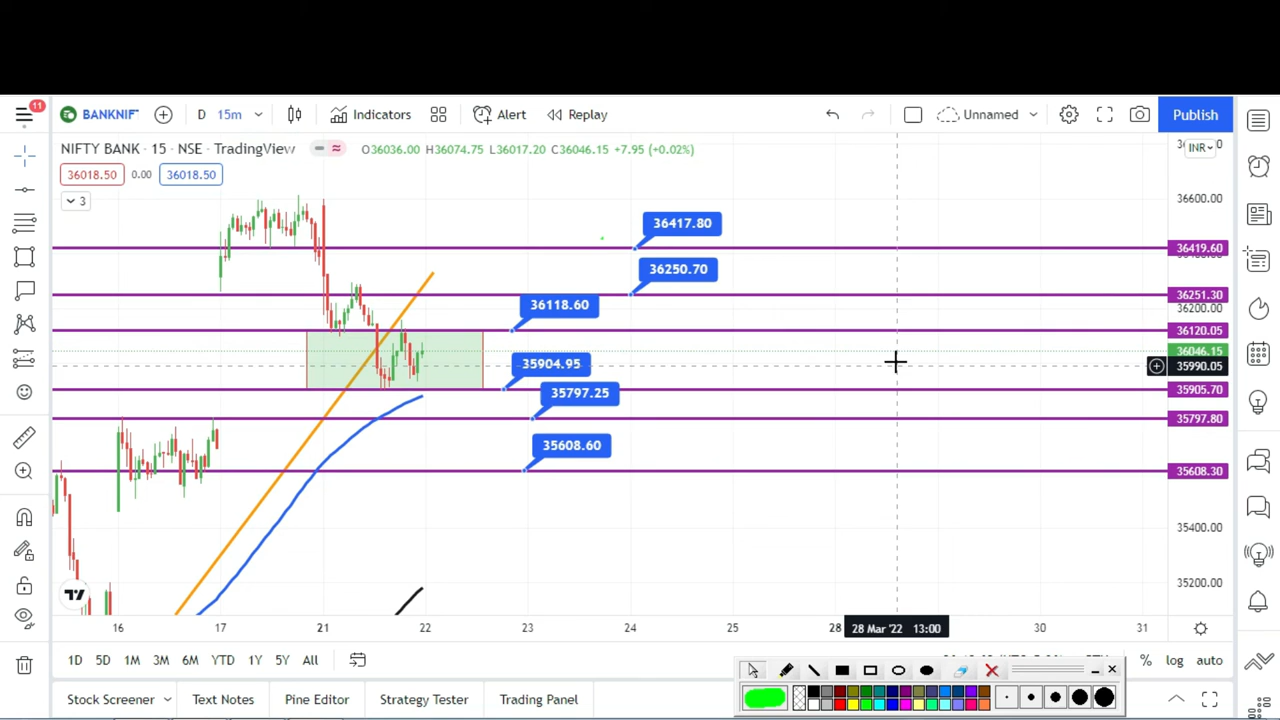 11
BANKNIF
D 15m
Indicators
Alert
Replay
Unnamed
Publish
NIFTY BANK · 15 · NSE · TradingView
O36036.00 H36074.75 L36017.20 C36046.15 +7.95 (+0.02%)
INR
36018.50 0.00 36018.50
3
36600.00
36417.80
36419.60
36250.70
36251.30
36200.00
36118.60
36120.05
36046.15
35904.95
35990.05
35905.70
35797.25
35797.80
35608.60
35608.30
35400.00
35200.00
16 17 21 22 23 24 25 28 28 Mar '22 13:00 30 31
1D 5D 1M 3M 6M YTD 1Y 5Y All
% log auto
Stock Screener Text Notes Pine Editor Strategy Tester Trading Panel